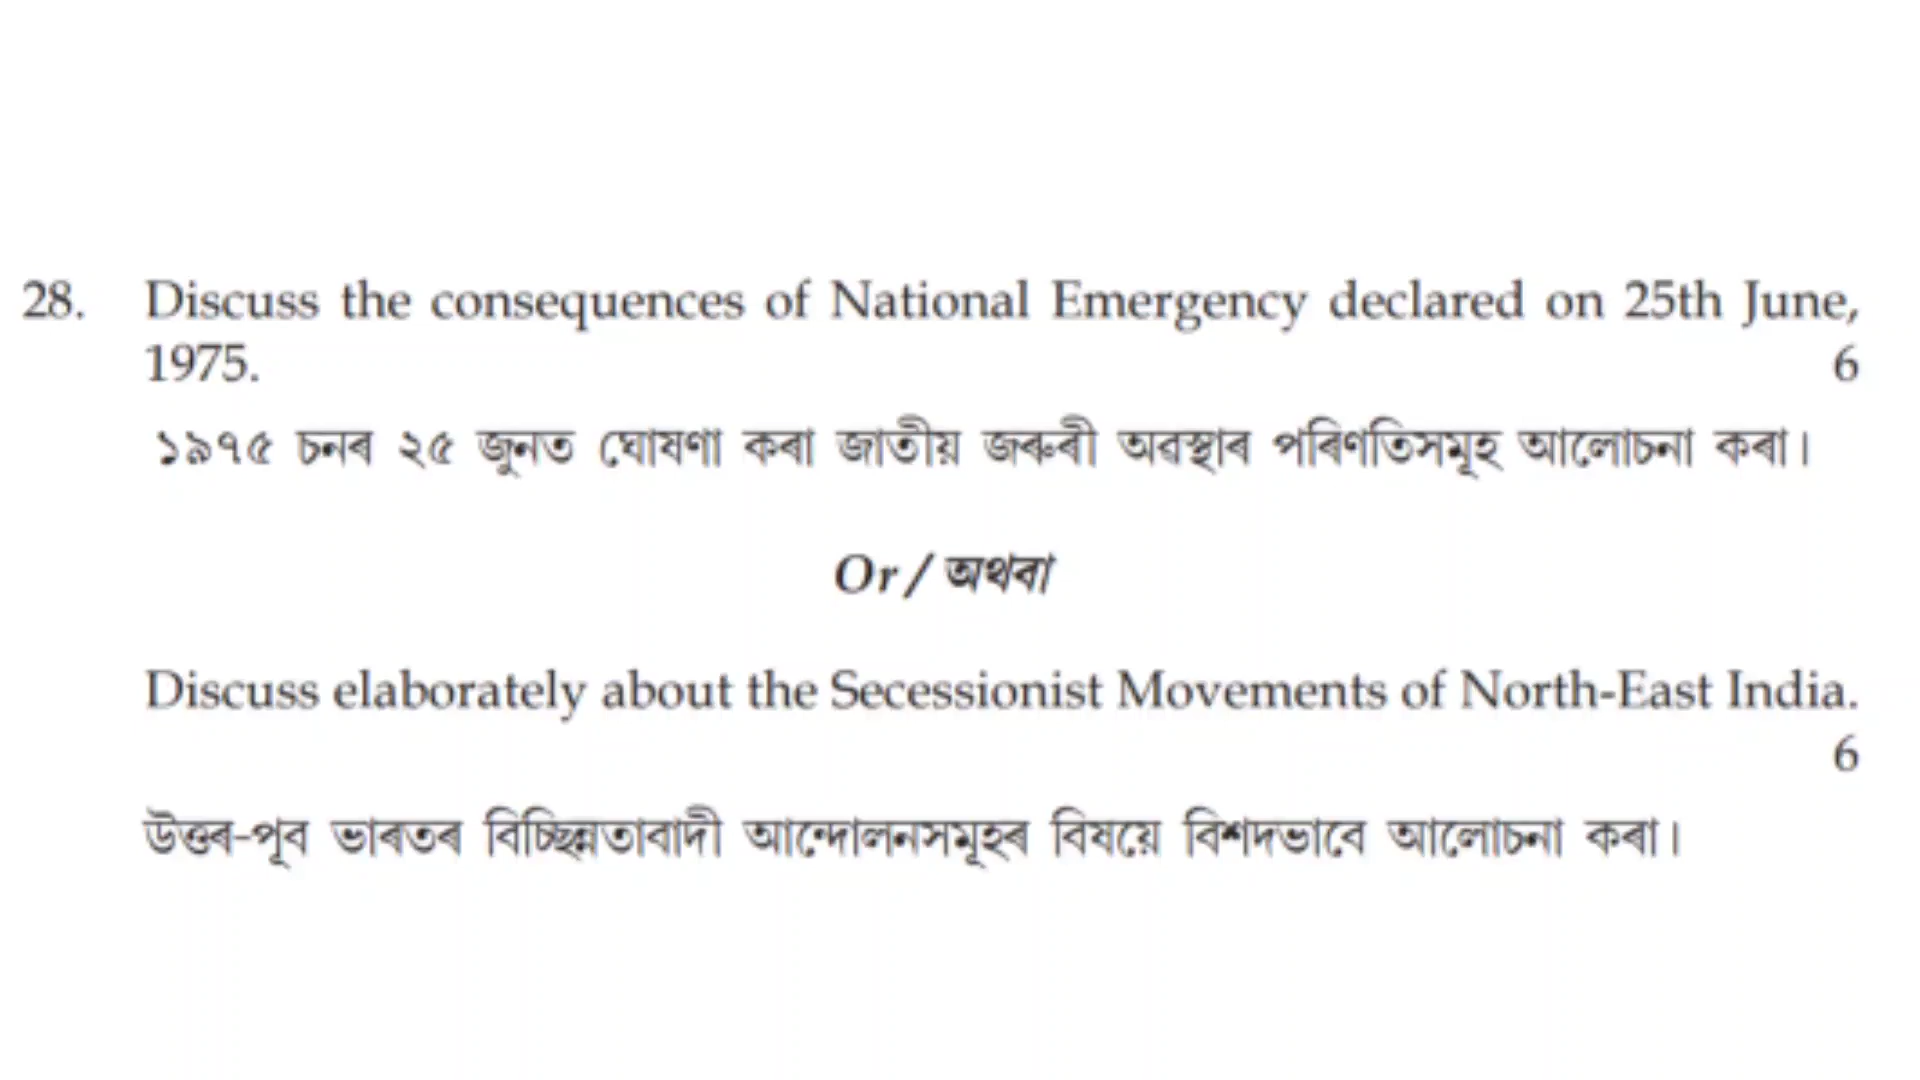 28. Discuss the consequences of National Emergency declared on 25th June,
1975. 6
১৯৭৫ চনৰ ২৫ জুনত ঘোষণা কৰা জাতীয় জৰুৰী অৱস্থাৰ পৰিণতিসমূহ আলোচনা কৰা।
Or / অথবা
Discuss elaborately about the Secessionist Movements of North-East India.
6
উত্তৰ-পূব ভাৰতৰ বিচ্ছিন্নতাবাদী আন্দোলনসমূহৰ বিষয়ে বিশদভাবে আলোচনা কৰা।